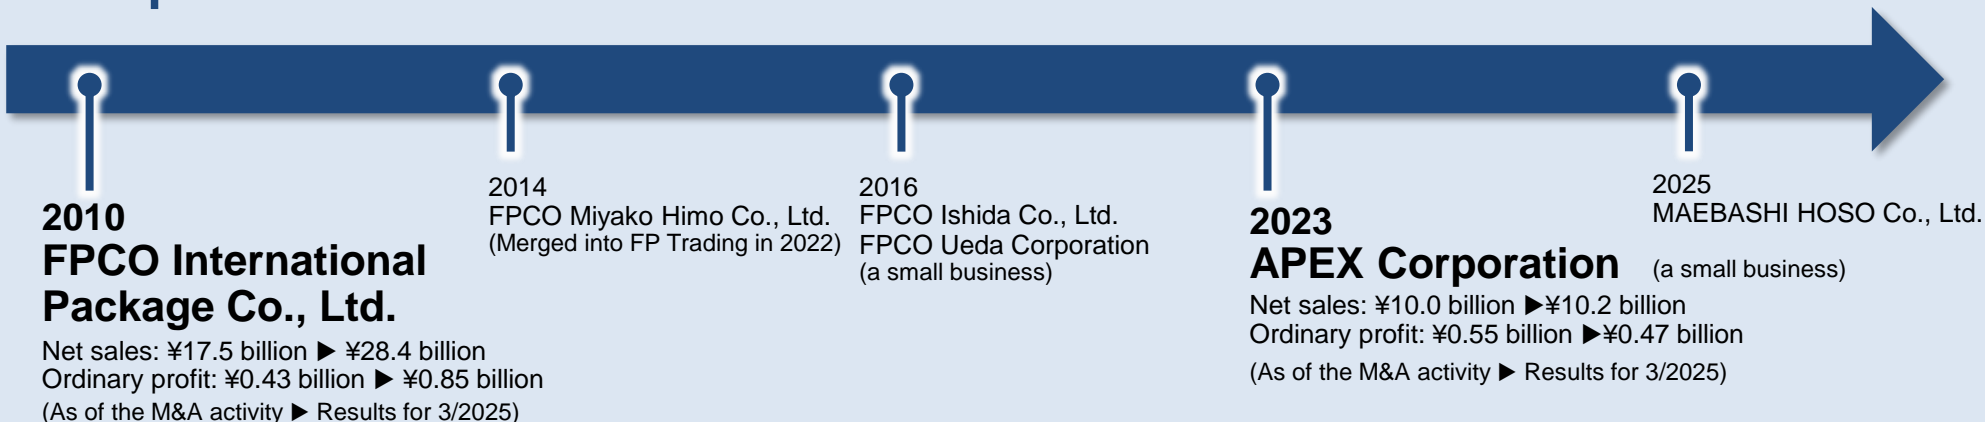 2010
FPCO International
Package Co., Ltd.
Net sales: ¥17.5 billion ▶ ¥28.4 billion
Ordinary profit: ¥0.43 billion ▶ ¥0.85 billion
(As of the M&A activity ▶ Results for 3/2025)
2014
FPCO Miyako Himo Co., Ltd.
(Merged into FP Trading in 2022)
2016
FPCO Ishida Co., Ltd.
FPCO Ueda Corporation
(a small business)
2023
APEX Corporation
Net sales: ¥10.0 billion ▶¥10.2 billion
Ordinary profit: ¥0.55 billion ▶¥0.47 billion
(As of the M&A activity ▶ Results for 3/2025)
2025
MAEBASHI HOSO Co., Ltd.
(a small business)